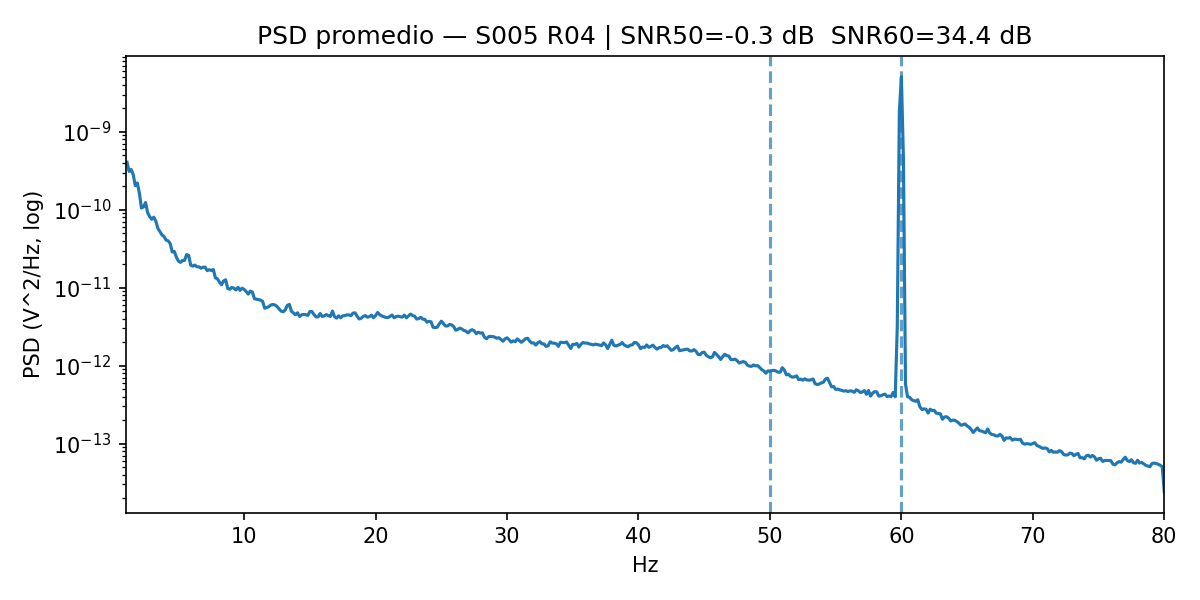 PSD promedio — S005 R04 | SNR50=-0.3 dB  SNR60=34.4 dB
PSD (V^2/Hz, log)
10⁻⁹
10⁻¹⁰
10⁻¹¹
10⁻¹²
10⁻¹³
10 20 30 40 50 60 70 80
Hz